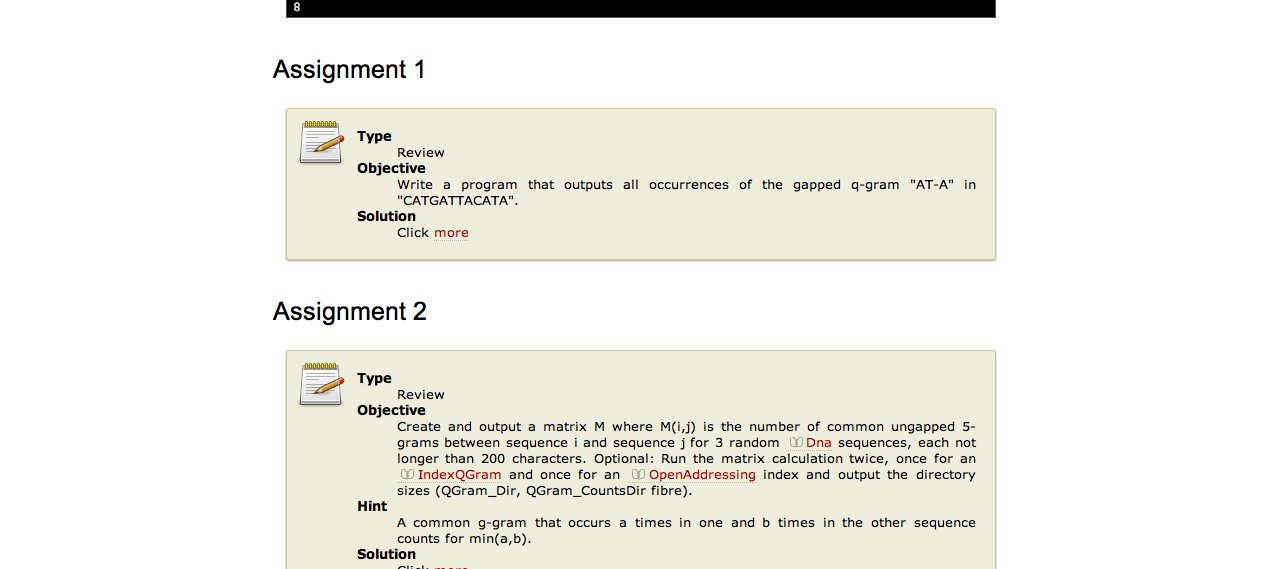 8
Assignment 1
Type
Review
Objective
Write a program that outputs all occurrences of the gapped q-gram "AT-A" in
"CATGATTACATA".
Solution
Click more
Assignment 2
Type
Review
Objective
Create and output a matrix M where M(i,j) is the number of common ungapped 5-
grams between sequence i and sequence j for 3 random Dna sequences, each not
longer than 200 characters. Optional: Run the matrix calculation twice, once for an
IndexQGram and once for an OpenAddressing index and output the directory
sizes (QGram_Dir, QGram_CountsDir fibre).
Hint
A common g-gram that occurs a times in one and b times in the other sequence
counts for min(a,b).
Solution
Click more